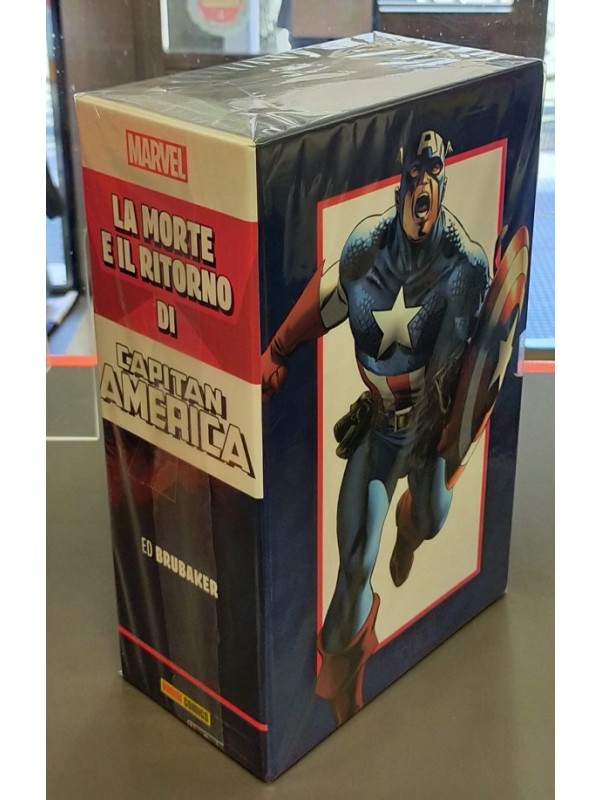 MARVEL
LA MORTE
E IL RITORNO
DI
CAPITAN
AMERICA
ED BRUBAKER
PANINI COMICS